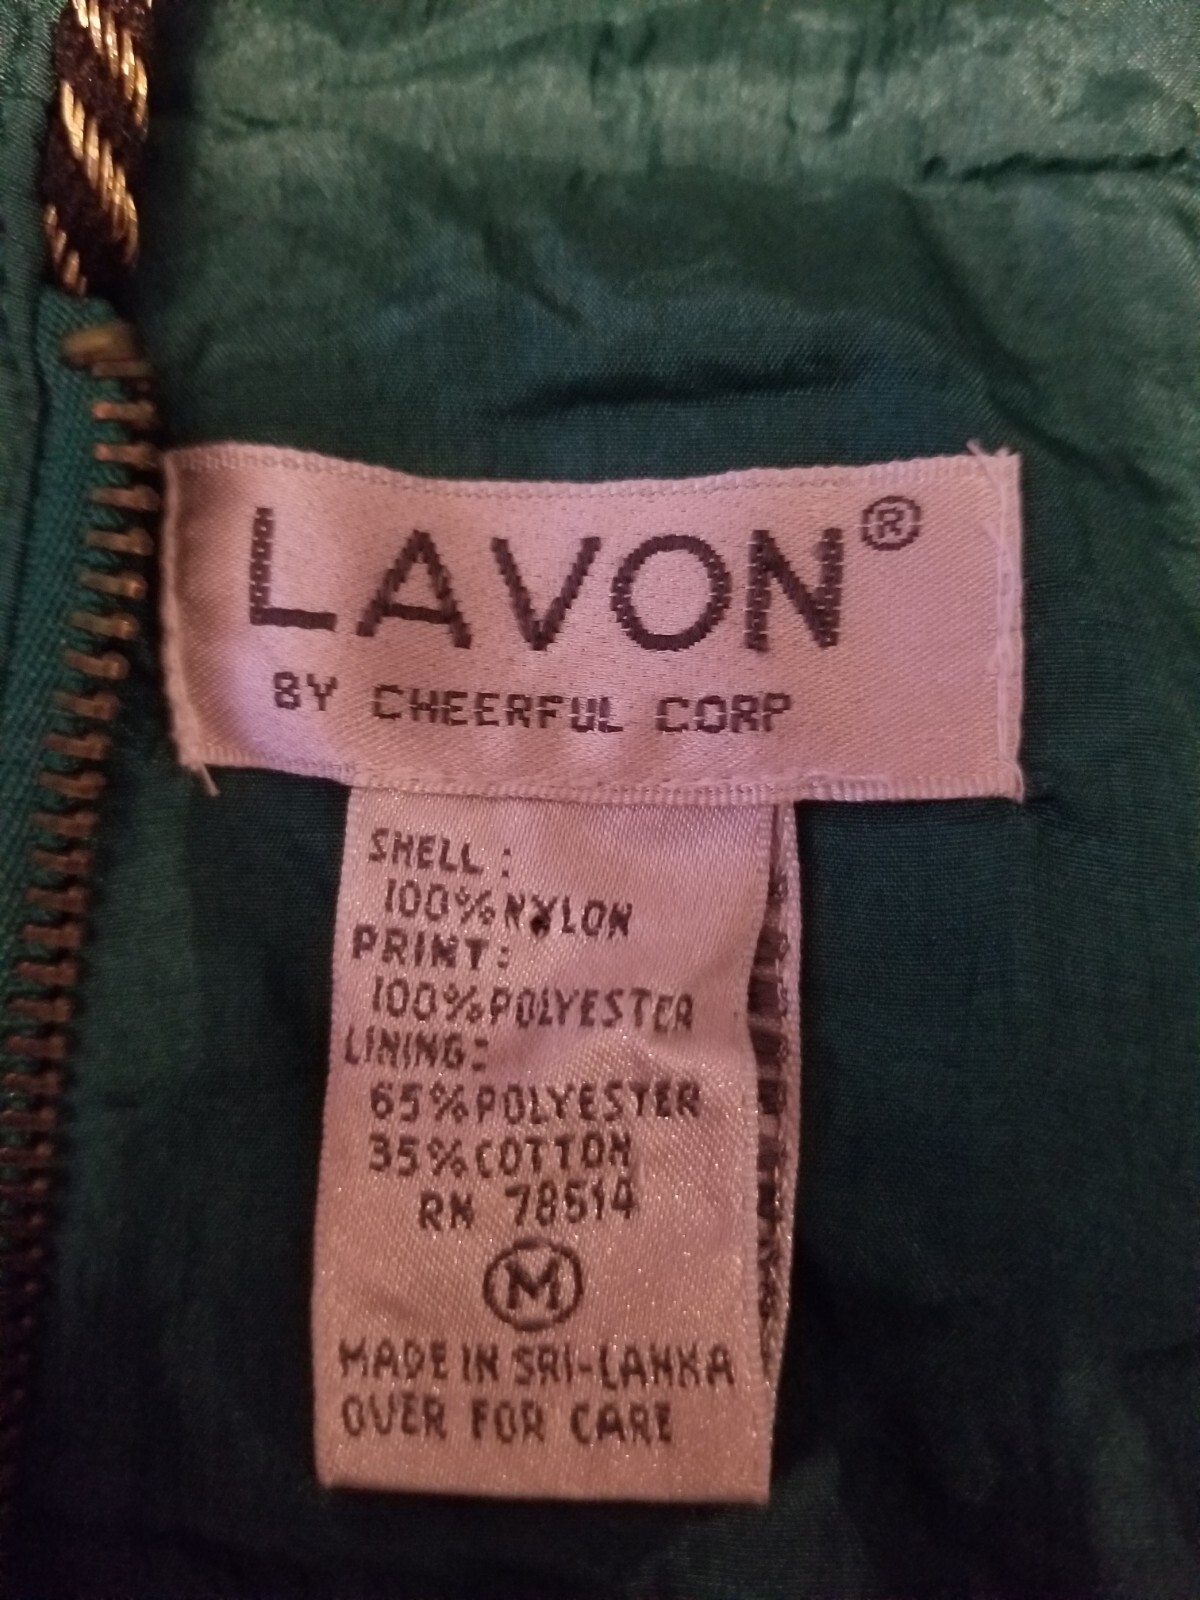 LAVON®
BY CHEERFUL CORP
SHELL:
100% NYLON
PRINT:
100% POLYESTER
LINING:
65% POLYESTER
35% COTTON
RN 78514
M
MADE IN SRI-LANKA
OVER FOR CARE